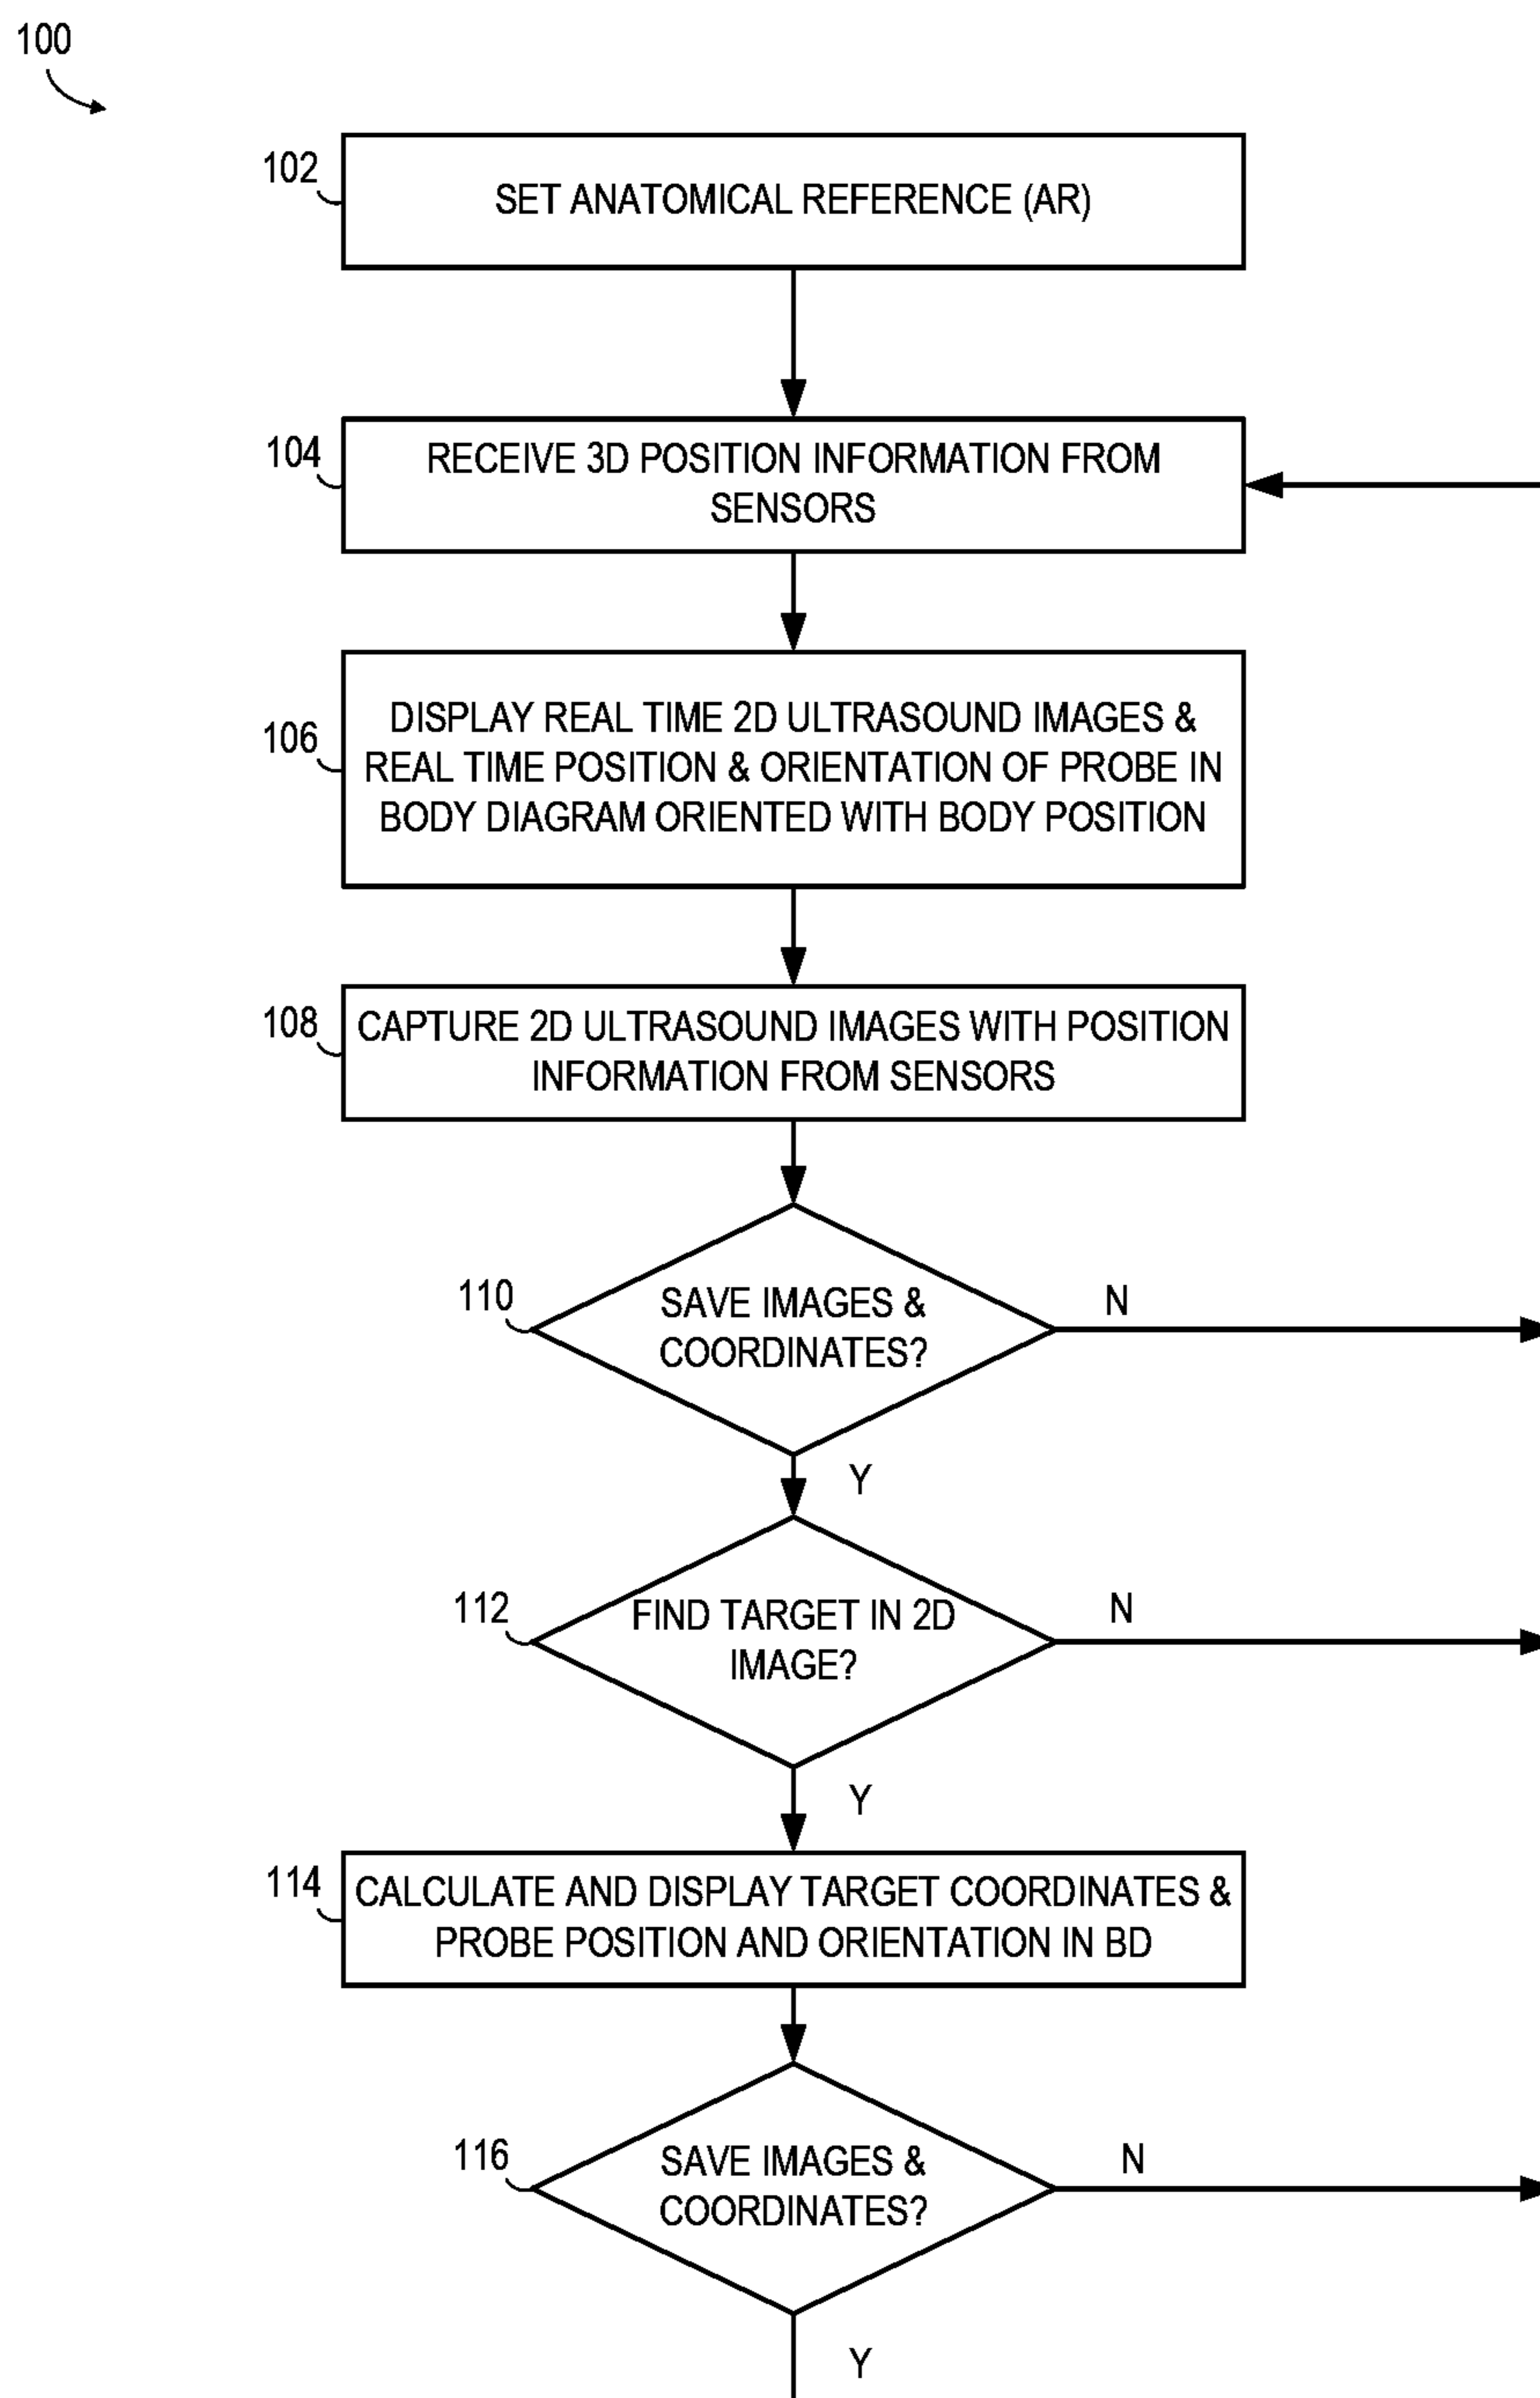 100
102
SET ANATOMICAL REFERENCE (AR)
104
RECEIVE 3D POSITION INFORMATION FROM
SENSORS
106
DISPLAY REAL TIME 2D ULTRASOUND IMAGES &
REAL TIME POSITION & ORIENTATION OF PROBE IN
BODY DIAGRAM ORIENTED WITH BODY POSITION
108
CAPTURE 2D ULTRASOUND IMAGES WITH POSITION
INFORMATION FROM SENSORS
110
SAVE IMAGES &
COORDINATES?
N
Y
112
FIND TARGET IN 2D
IMAGE?
N
Y
114
CALCULATE AND DISPLAY TARGET COORDINATES &
PROBE POSITION AND ORIENTATION IN BD
116
SAVE IMAGES &
COORDINATES?
N
Y